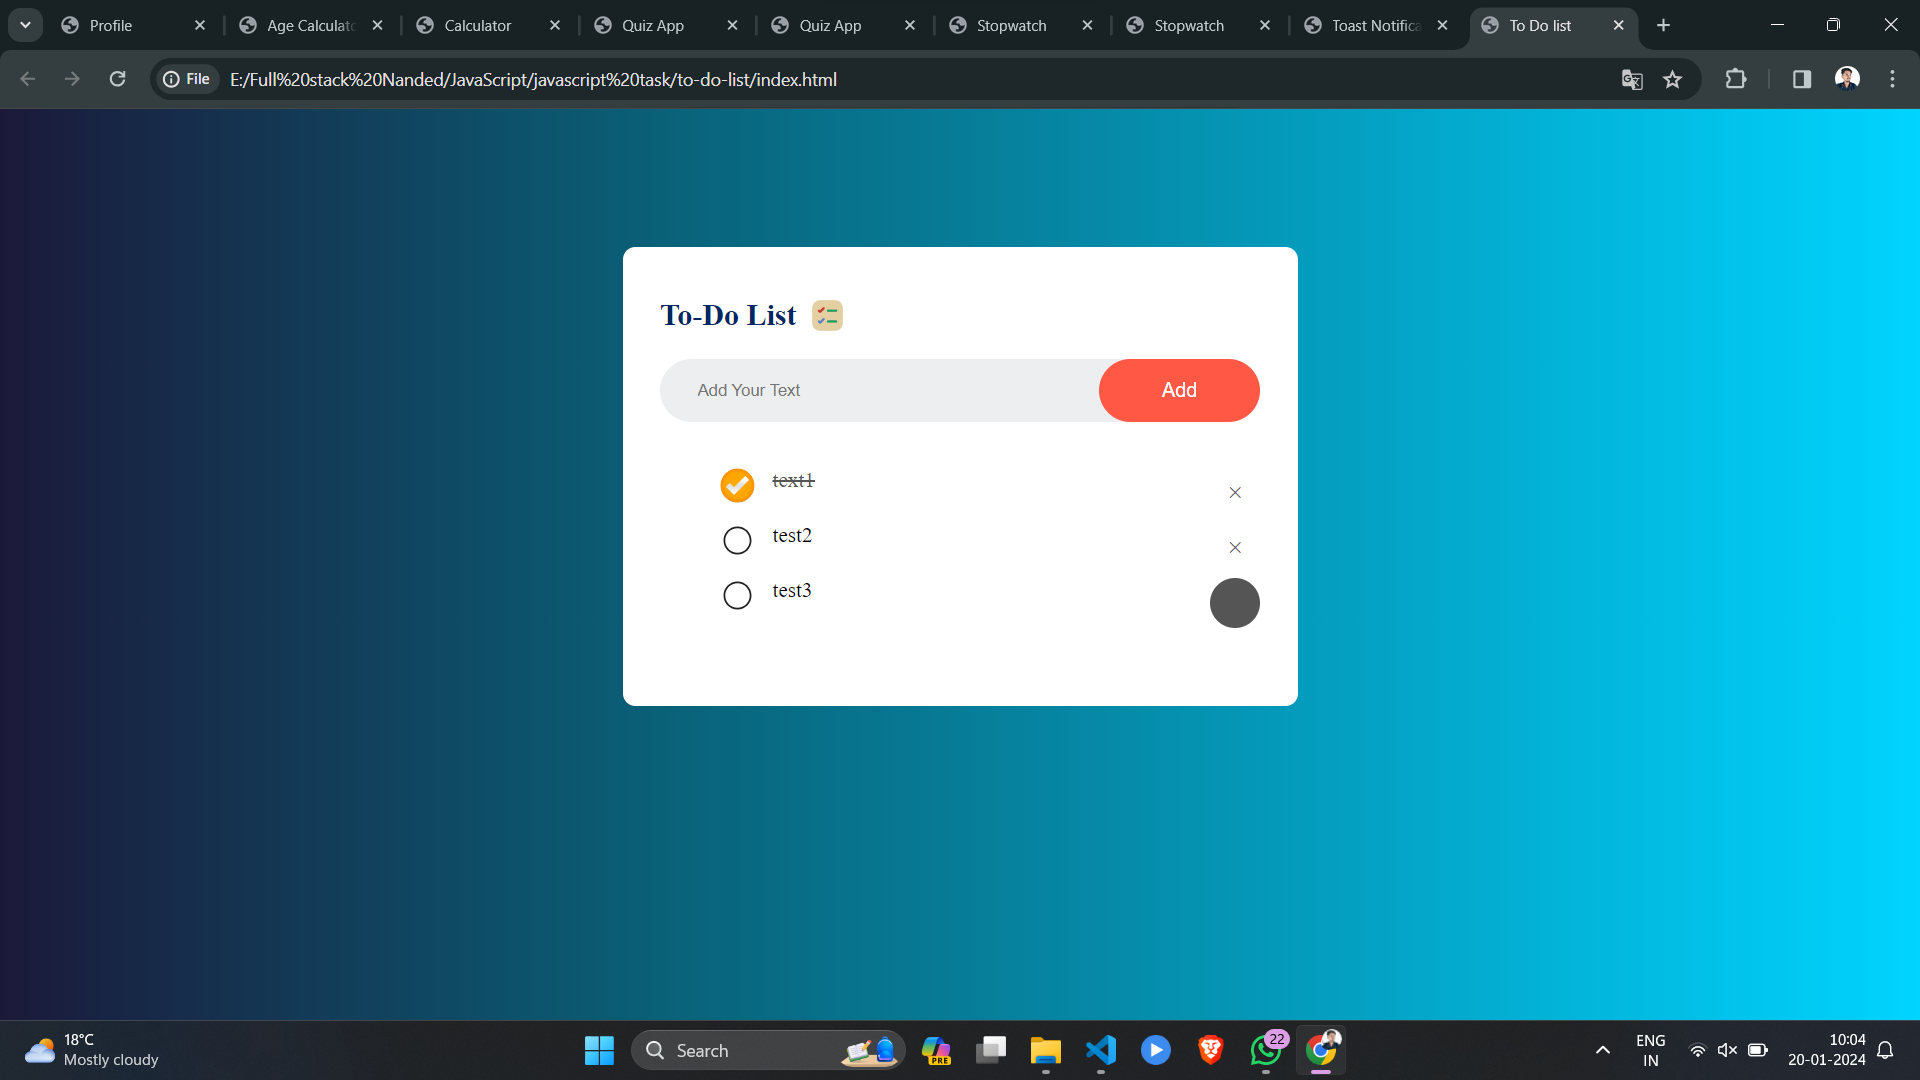 Profile
Age Calculato
Calculator
Quiz App
Quiz App
Stopwatch
Stopwatch
Toast Notifica
To Do list
File
E:/Full%20stack%20Nanded/JavaScript/javascript%20task/to-do-list/index.html
To-Do List
Add Your Text
Add
text1
test2
test3
18°C
Mostly cloudy
Search
PRE
22
ENG
IN
10:04
20-01-2024